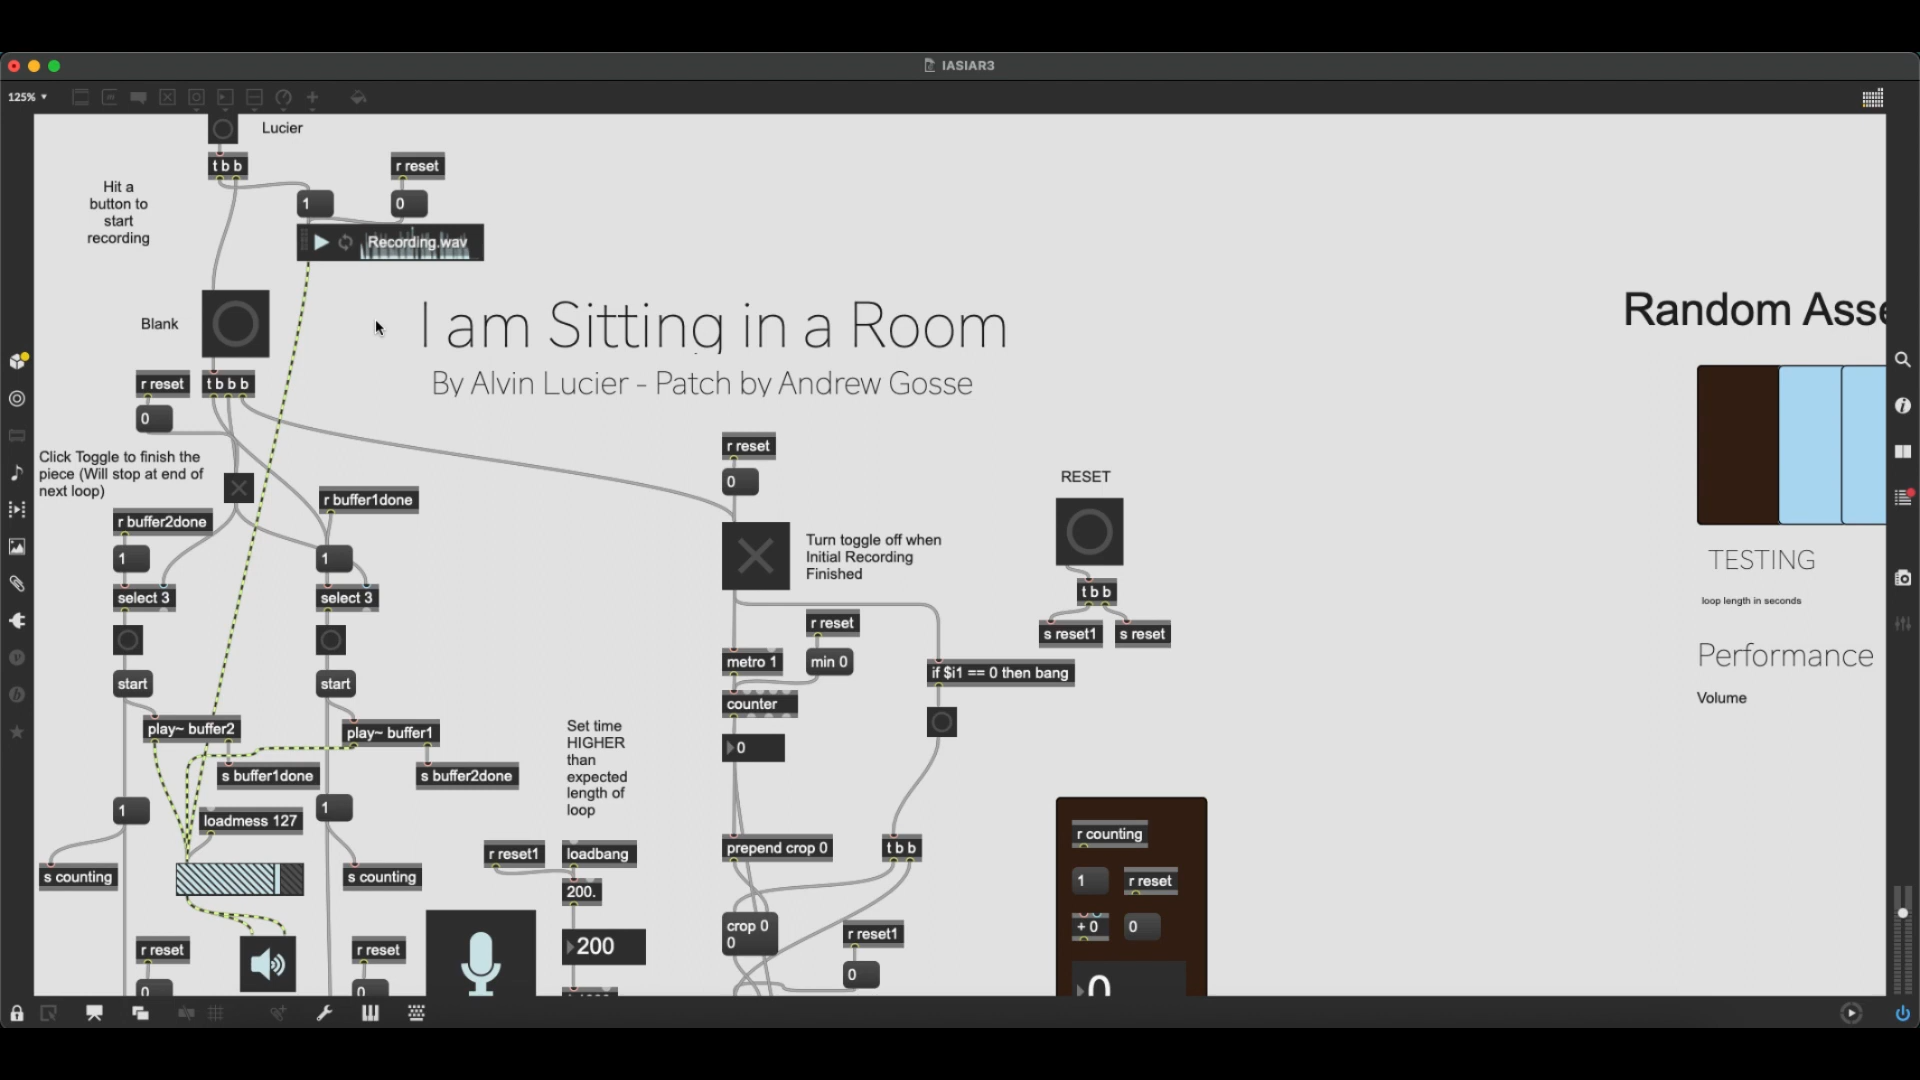 IASIAR3
125%
Lucier
t b b
r reset
Hit a
button to
start
recording
1
0
Recording.wav
I am Sitting in a Room
By Alvin Lucier - Patch by Andrew Gosse
Random Asse
Blank
r reset
t b b b
0
Click Toggle to finish the
piece (Will stop at end of
next loop)
r buffer2done
1
select 3
start
play~ buffer2
s buffer1done
1
loadmess 127
s counting
r reset
0
r buffer1done
1
select 3
start
play~ buffer1
s buffer2done
1
s counting
r reset
0
Set time
HIGHER
than
expected
length of
loop
r reset1
loadbang
200.
200
r reset
0
Turn toggle off when
Initial Recording
Finished
r reset
metro 1
min 0
counter
0
if $i1 == 0 then bang
prepend crop 0
t b b
crop 0
0
r reset1
0
RESET
t b b
s reset1
s reset
r counting
1
r reset
+ 0
0
0
TESTING
loop length in seconds
Performance
Volume